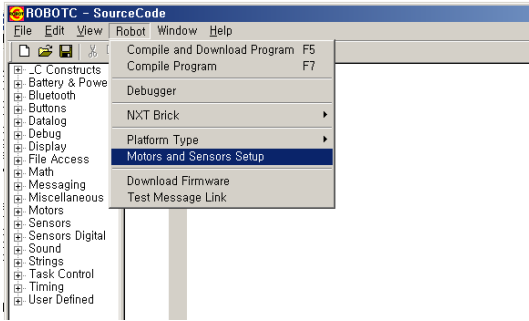 ROBOTC - SourceCode
File Edit View Robot Window Help
Compile and Download Program F5
Compile Program F7
Debugger
NXT Brick
Platform Type
Motors and Sensors Setup
Download Firmware
Test Message Link
_C Constructs
Battery & Powe
Bluetooth
Buttons
Datalog
Debug
Display
File Access
Math
Messaging
Miscellaneous
Motors
Sensors
Sensors Digital
Sound
Strings
Task Control
Timing
User Defined